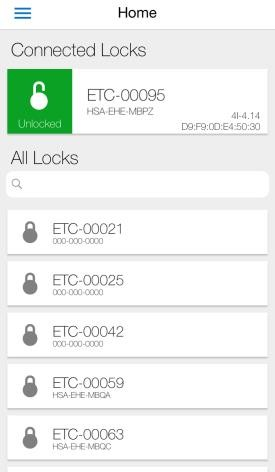 Home
Connected Locks
Unlocked
ETC-00095
HSA-EHE-MBPZ
4I-4.14
D9:F9:0D:E4:50:30
All Locks
ETC-00021
000-000-0000
ETC-00025
000-000-0000
ETC-00042
000-000-0000
ETC-00059
HSA-EHE-MBQA
ETC-00063
HSA-EHE-MBQC